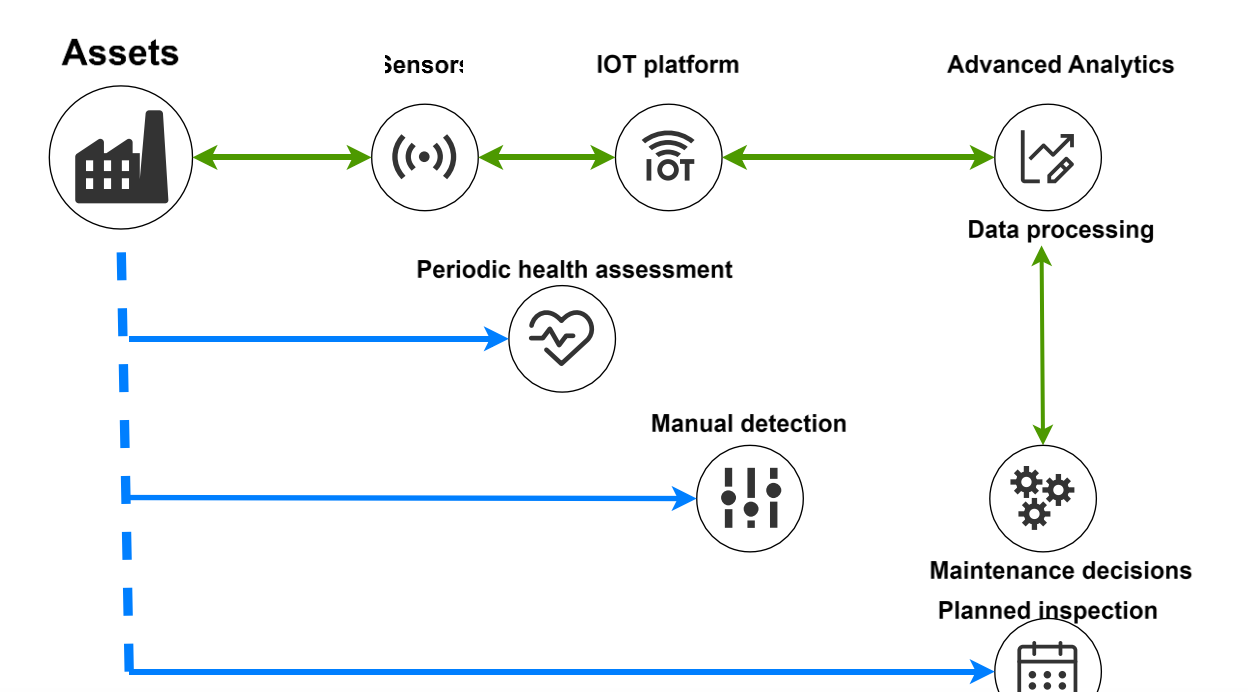 Assets
Sensors
IOT platform
Advanced Analytics
IOT
Data processing
Periodic health assessment
Manual detection
Maintenance decisions
Planned inspection